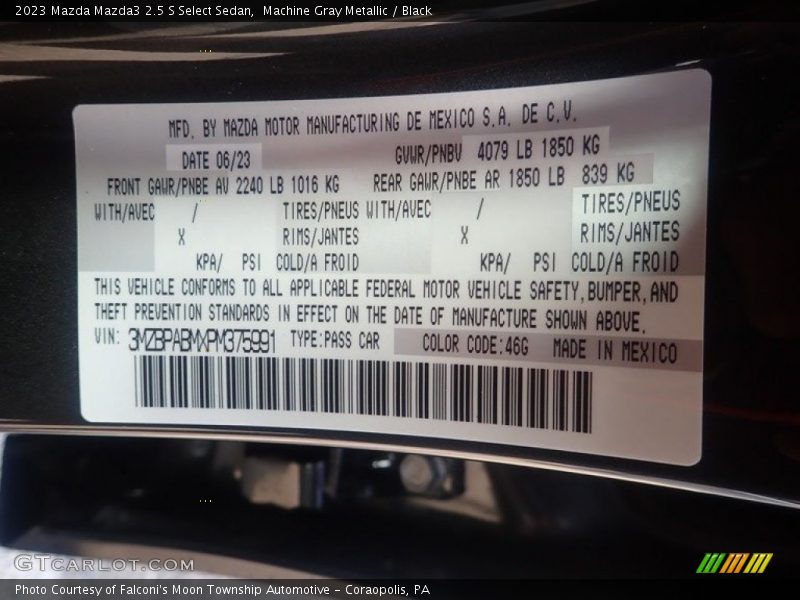 2023 Mazda Mazda3 2.5 S Select Sedan, Machine Gray Metallic / Black
MFD. BY MAZDA MOTOR MANUFACTURING DE MEXICO S.A. DE C.V.
DATE 06/23 GVWR/PNBV 4079 LB 1850 KG
FRONT GAWR/PNBE AV 2240 LB 1016 KG REAR GAWR/PNBE AR 1850 LB 839 KG
WITH/AVEC / TIRES/PNEUS WITH/AVEC / TIRES/PNEUS
X RIMS/JANTES X RIMS/JANTES
KPA/ PSI COLD/A FROID KPA/ PSI COLD/A FROID
THIS VEHICLE CONFORMS TO ALL APPLICABLE FEDERAL MOTOR VEHICLE SAFETY, BUMPER, AND
THEFT PREVENTION STANDARDS IN EFFECT ON THE DATE OF MANUFACTURE SHOWN ABOVE.
VIN: 3MZBPABMXPM375991 TYPE:PASS CAR COLOR CODE:46G MADE IN MEXICO
GTCARLOT.COM
Photo Courtesy of Falconi's Moon Township Automotive – Coraopolis, PA